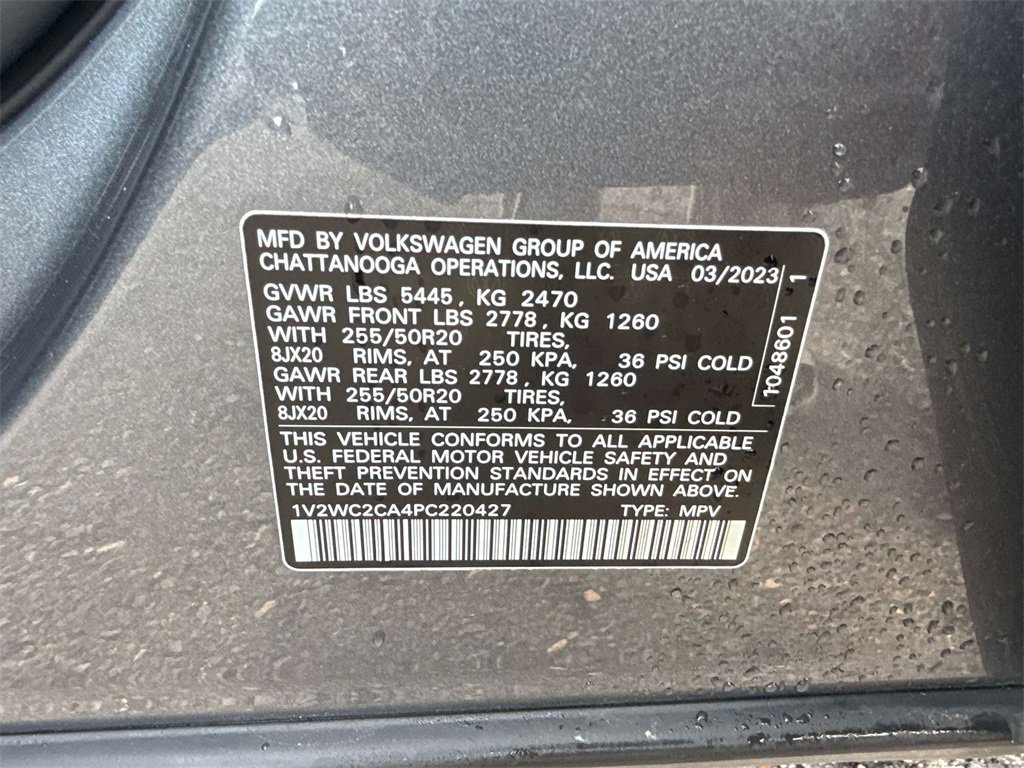 MFD BY VOLKSWAGEN GROUP OF AMERICA
CHATTANOOGA OPERATIONS, LLC. USA 03/2023
GVWR LBS 5445, KG 2470
GAWR FRONT LBS 2778, KG 1260
WITH 255/50R20 TIRES,
8JX20 RIMS, AT 250 KPA, 36 PSI COLD
GAWR REAR LBS 2778, KG 1260
WITH 255/50R20 TIRES,
8JX20 RIMS, AT 250 KPA, 36 PSI COLD
1048601 1
THIS VEHICLE CONFORMS TO ALL APPLICABLE
U.S. FEDERAL MOTOR VEHICLE SAFETY AND
THEFT PREVENTION STANDARDS IN EFFECT ON
THE DATE OF MANUFACTURE SHOWN ABOVE.
1V2WC2CA4PC220427 TYPE: MPV